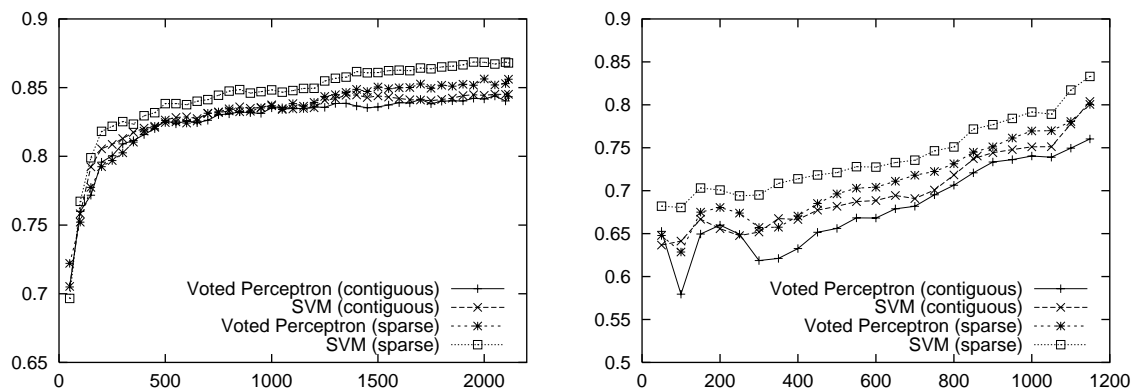 0.9
0.85
0.8
0.75
0.7
0.65
0 500 1000 1500 2000
Voted Perceptron (contiguous)
SVM (contiguous)
Voted Perceptron (sparse)
SVM (sparse)
0.9
0.85
0.8
0.75
0.7
0.65
0.6
0.55
0.5
0 200 400 600 800 1000 1200
Voted Perceptron (contiguous)
SVM (contiguous)
Voted Perceptron (sparse)
SVM (sparse)